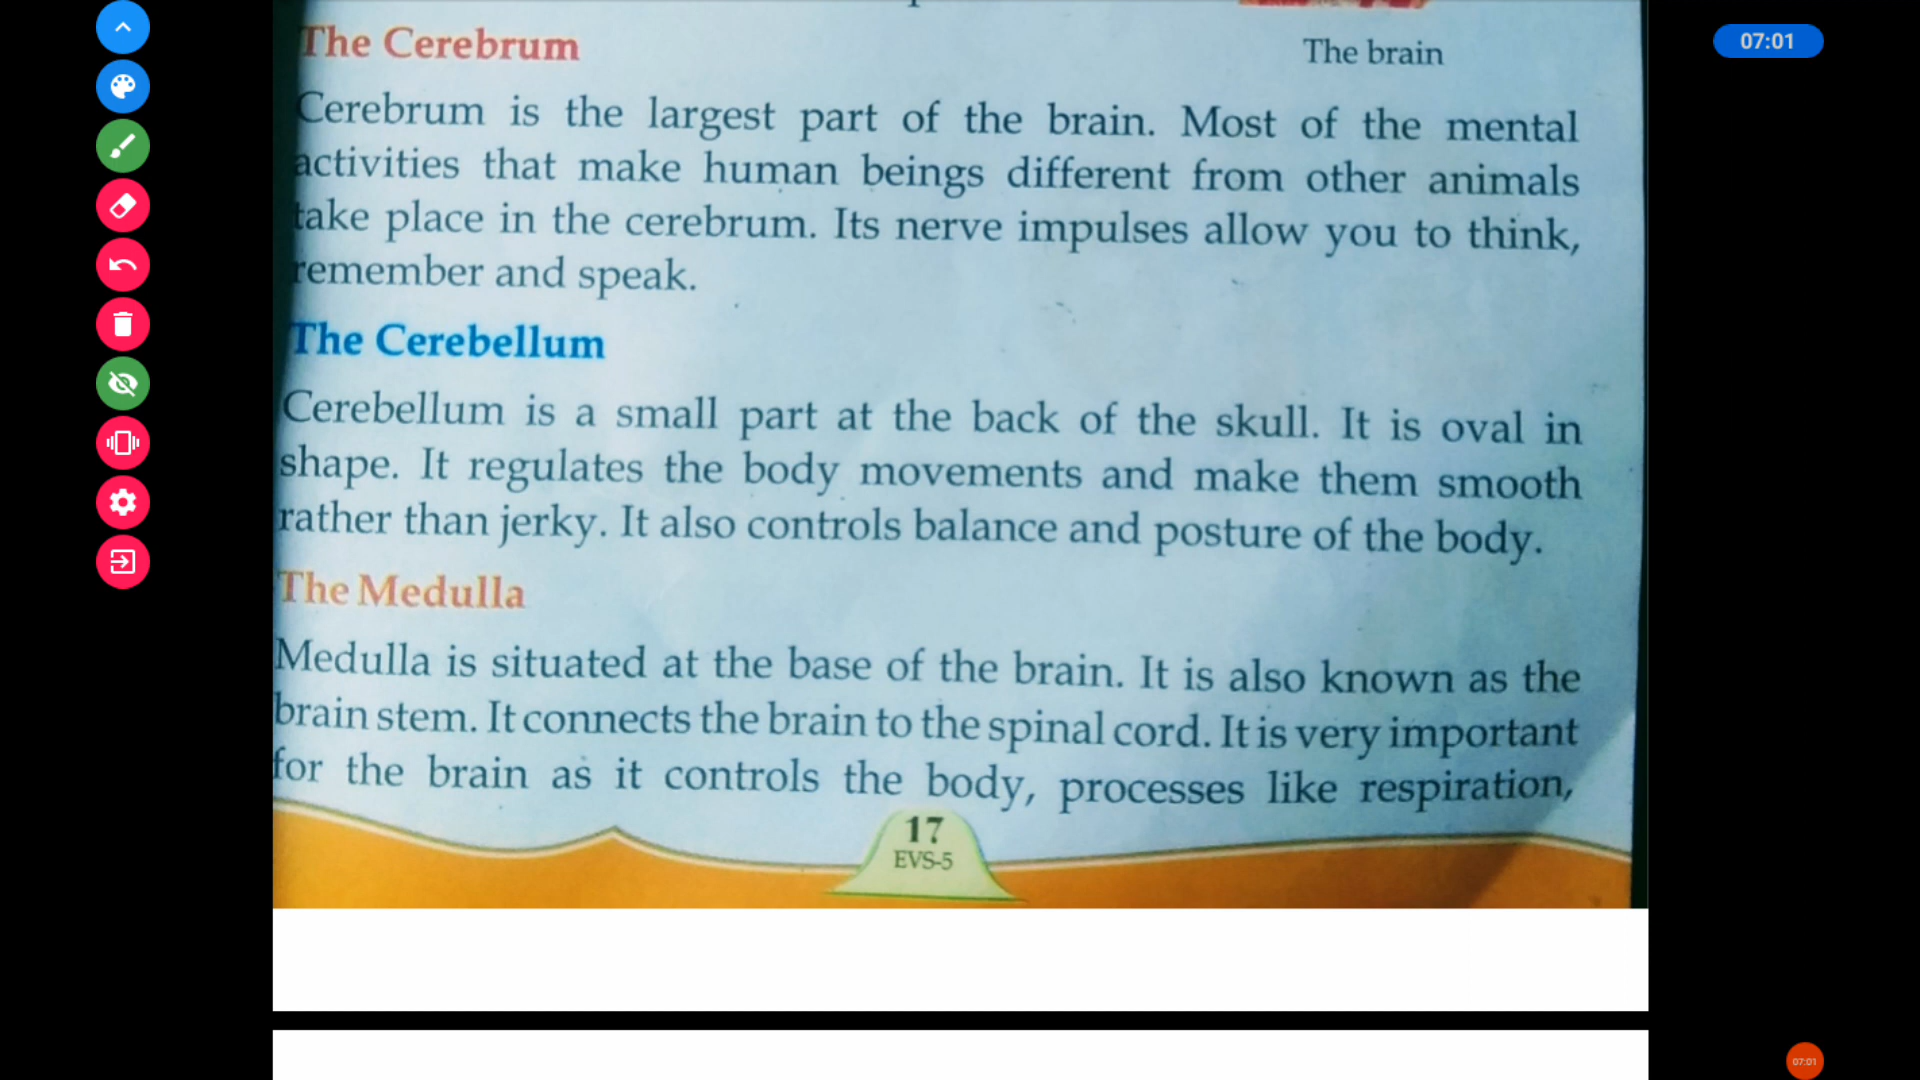 07:01
The Cerebrum
The brain
Cerebrum is the largest part of the brain. Most of the mental
activities that make human beings different from other animals
take place in the cerebrum. Its nerve impulses allow you to think,
remember and speak.
The Cerebellum
Cerebellum is a small part at the back of the skull. It is oval in
shape. It regulates the body movements and make them smooth
rather than jerky. It also controls balance and posture of the body.
The Medulla
Medulla is situated at the base of the brain. It is also known as the
brain stem. It connects the brain to the spinal cord. It is very important
for the brain as it controls the body, processes like respiration,
17
EVS-5
07:01